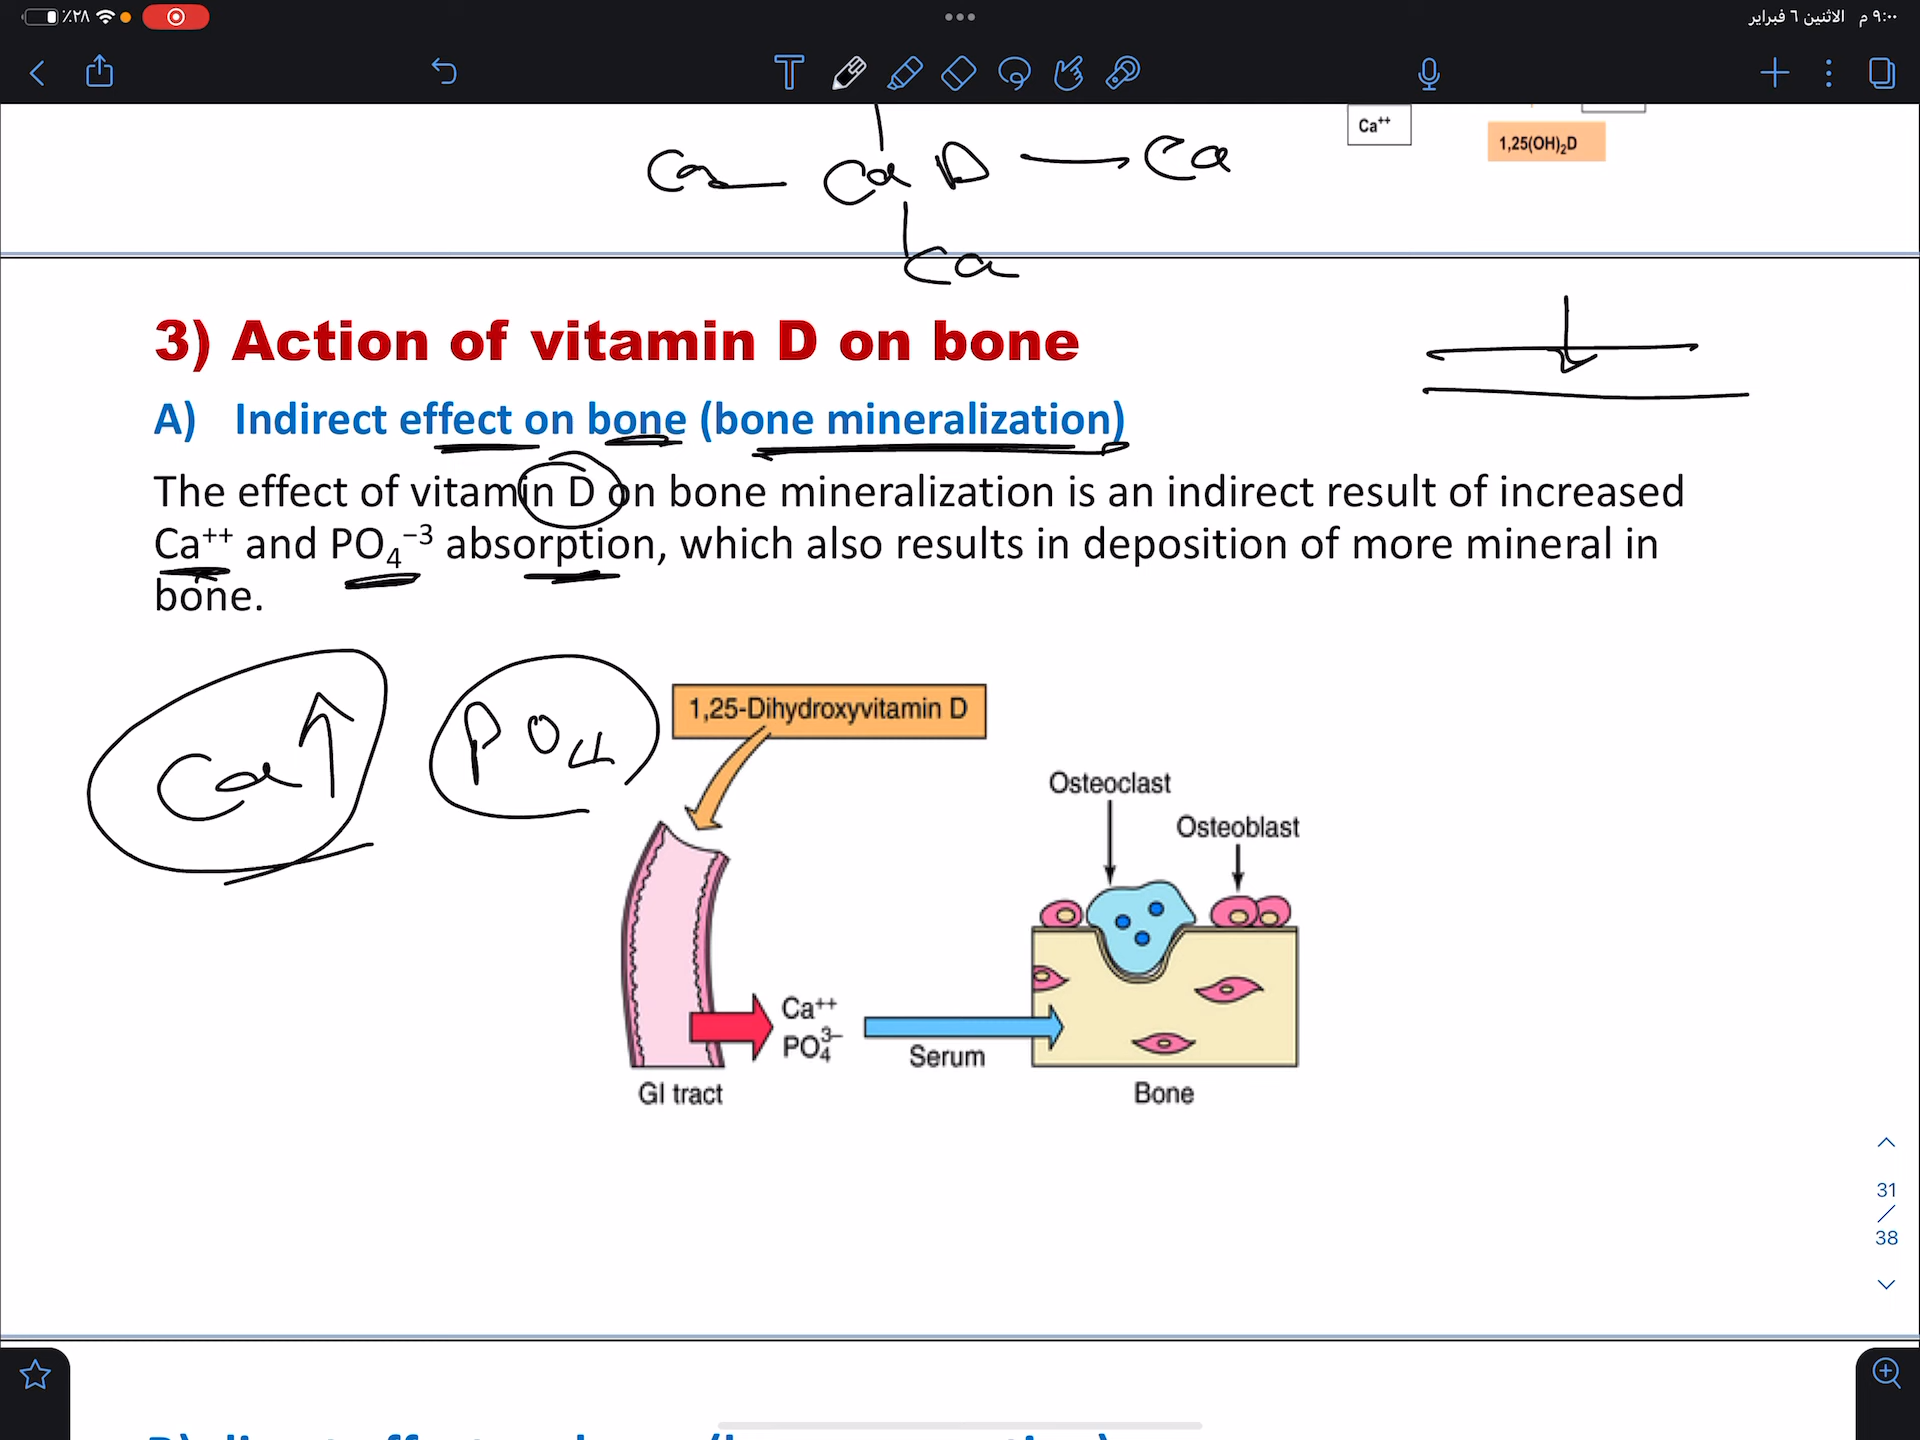 ٪٢٨
٩:٠٠ م الاثنين ٦ فبراير
Ca++
1,25(OH)₂D
Ca Ca D Ca
Ca
3) Action of vitamin D on bone
A) Indirect effect on bone (bone mineralization)
The effect of vitamin D on bone mineralization is an indirect result of increased
Ca⁺⁺ and PO₄⁻³ absorption, which also results in deposition of more mineral in
bone.
Ca↑ PO4
1,25-Dihydroxyvitamin D
Osteoclast
Osteoblast
Ca⁺⁺
PO₄³⁻
Serum
GI tract
Bone
31
/
38